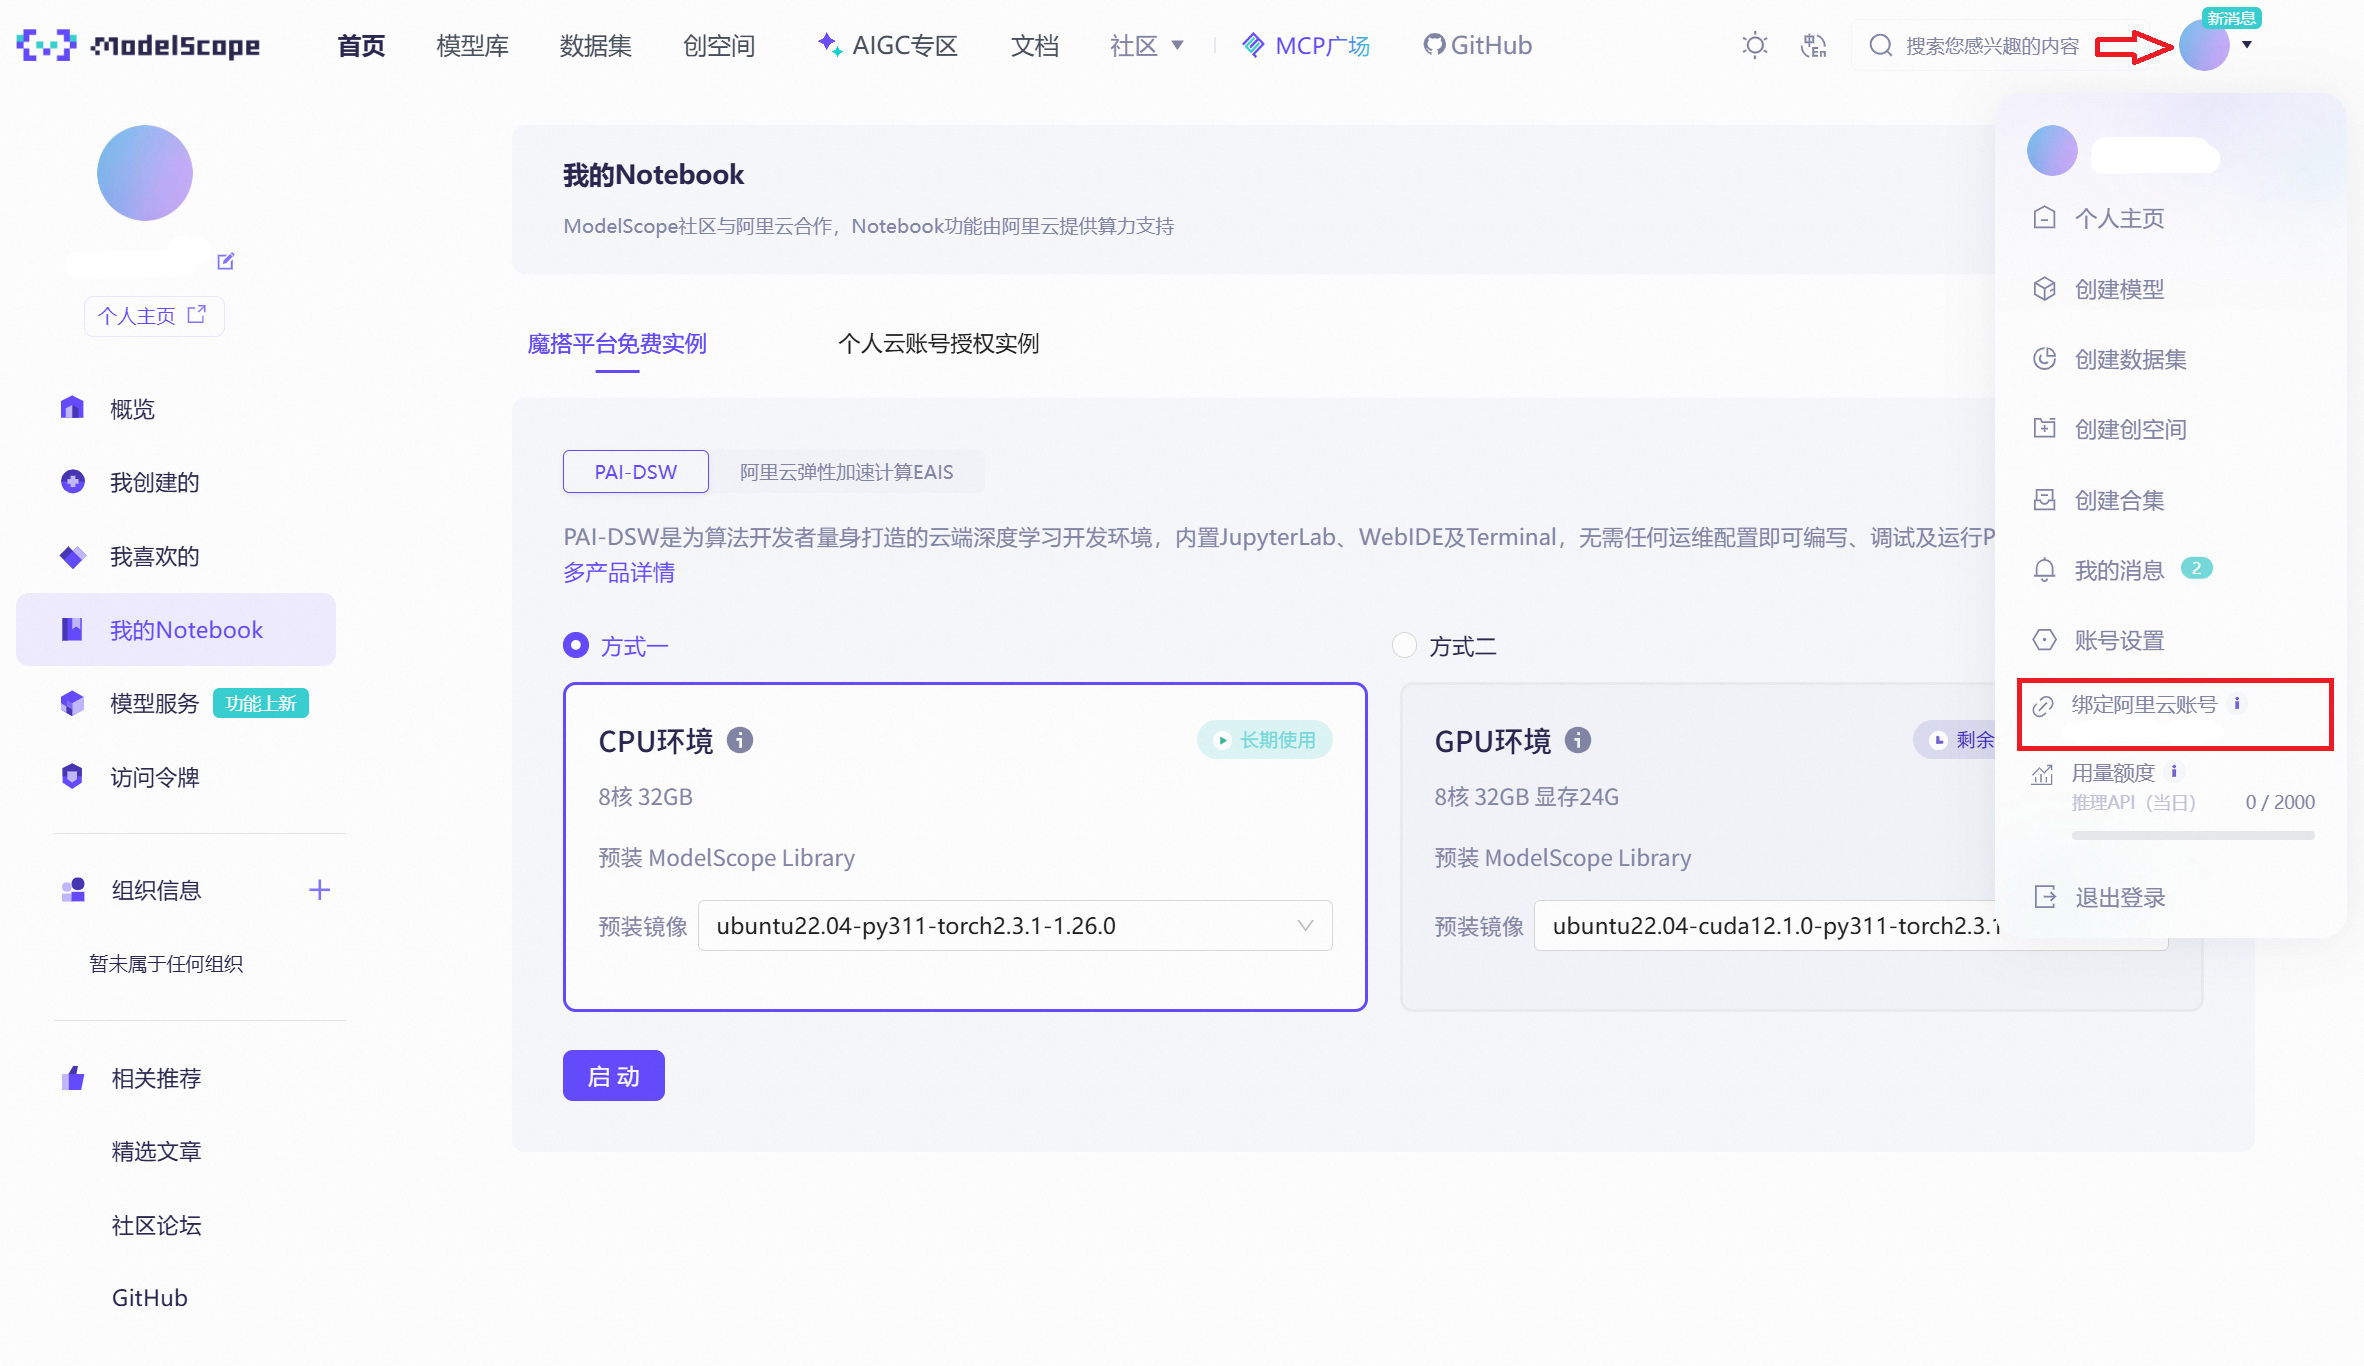 ModelScope
首页
模型库
数据集
创空间
AIGC专区
文档
社区
MCP广场
GitHub
中
En
搜索您感兴趣的内容
新消息
个人主页
概览
我创建的
我喜欢的
我的Notebook
模型服务 功能上新
访问令牌
组织信息
暂未属于任何组织
相关推荐
精选文章
社区论坛
GitHub
我的Notebook
ModelScope社区与阿里云合作，Notebook功能由阿里云提供算力支持
魔搭平台免费实例
个人云账号授权实例
PAI-DSW
阿里云弹性加速计算EAIS
PAI-DSW是为算法开发者量身打造的云端深度学习开发环境，内置JupyterLab、WebIDE及Terminal，无需任何运维配置即可编写、调试及运行P
多产品详情
方式一
CPU环境
长期使用
8核 32GB
预装 ModelScope Library
预装镜像 ubuntu22.04-py311-torch2.3.1-1.26.0
方式二
GPU环境
剩余
8核 32GB 显存24G
预装 ModelScope Library
预装镜像 ubuntu22.04-cuda12.1.0-py311-torch2.3.1
启 动
个人主页
创建模型
创建数据集
创建创空间
创建合集
我的消息 2
账号设置
绑定阿里云账号
用量额度
推理API（当日） 0 / 2000
退出登录